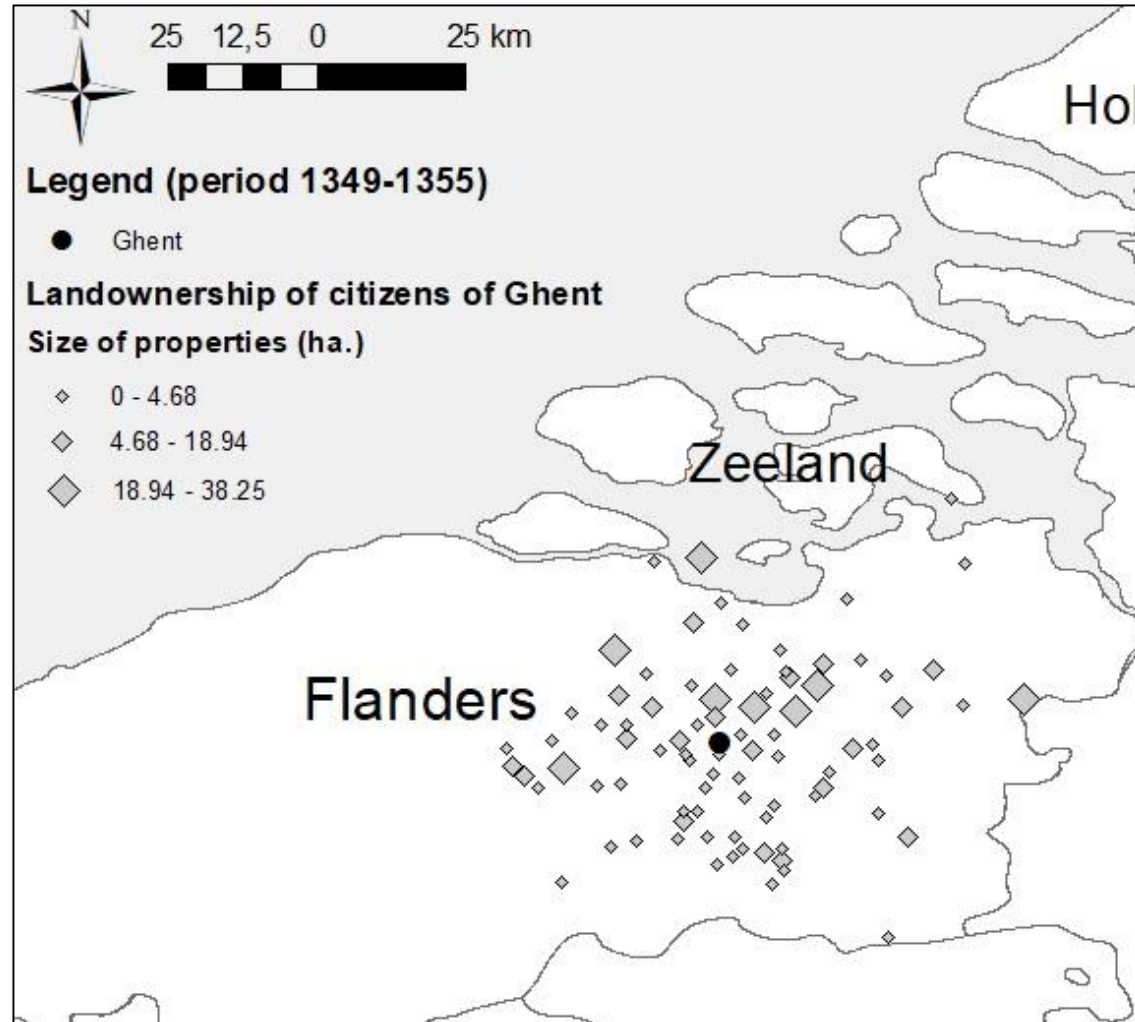 N
25 12,5 0 25 km
Hol
Legend (period 1349-1355)
Ghent
Landownership of citizens of Ghent
Size of properties (ha.)
0 - 4.68
4.68 - 18.94
18.94 - 38.25
Zeeland
Flanders